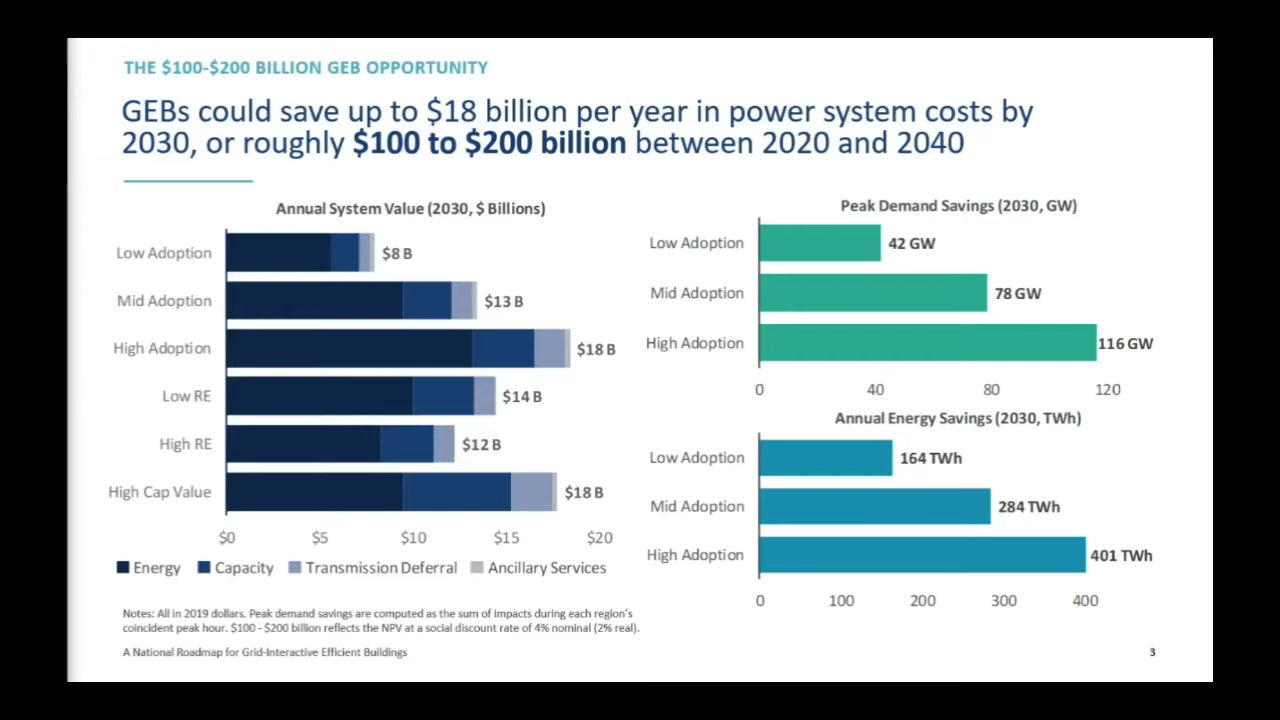 THE $100-$200 BILLION GEB OPPORTUNITY
GEBs could save up to $18 billion per year in power system costs by
2030, or roughly $100 to $200 billion between 2020 and 2040
Annual System Value (2030, $ Billions)
Low Adoption $8 B
Mid Adoption $13 B
High Adoption $18 B
Low RE $14 B
High RE $12 B
High Cap Value $18 B
$0 $5 $10 $15 $20
Energy Capacity Transmission Deferral Ancillary Services
Peak Demand Savings (2030, GW)
Low Adoption 42 GW
Mid Adoption 78 GW
High Adoption 116 GW
0 40 80 120
Annual Energy Savings (2030, TWh)
Low Adoption 164 TWh
Mid Adoption 284 TWh
High Adoption 401 TWh
0 100 200 300 400
Notes: All in 2019 dollars. Peak demand savings are computed as the sum of impacts during each region's
coincident peak hour. $100 - $200 billion reflects the NPV at a social discount rate of 4% nominal (2% real).
A National Roadmap for Grid-Interactive Efficient Buildings
3